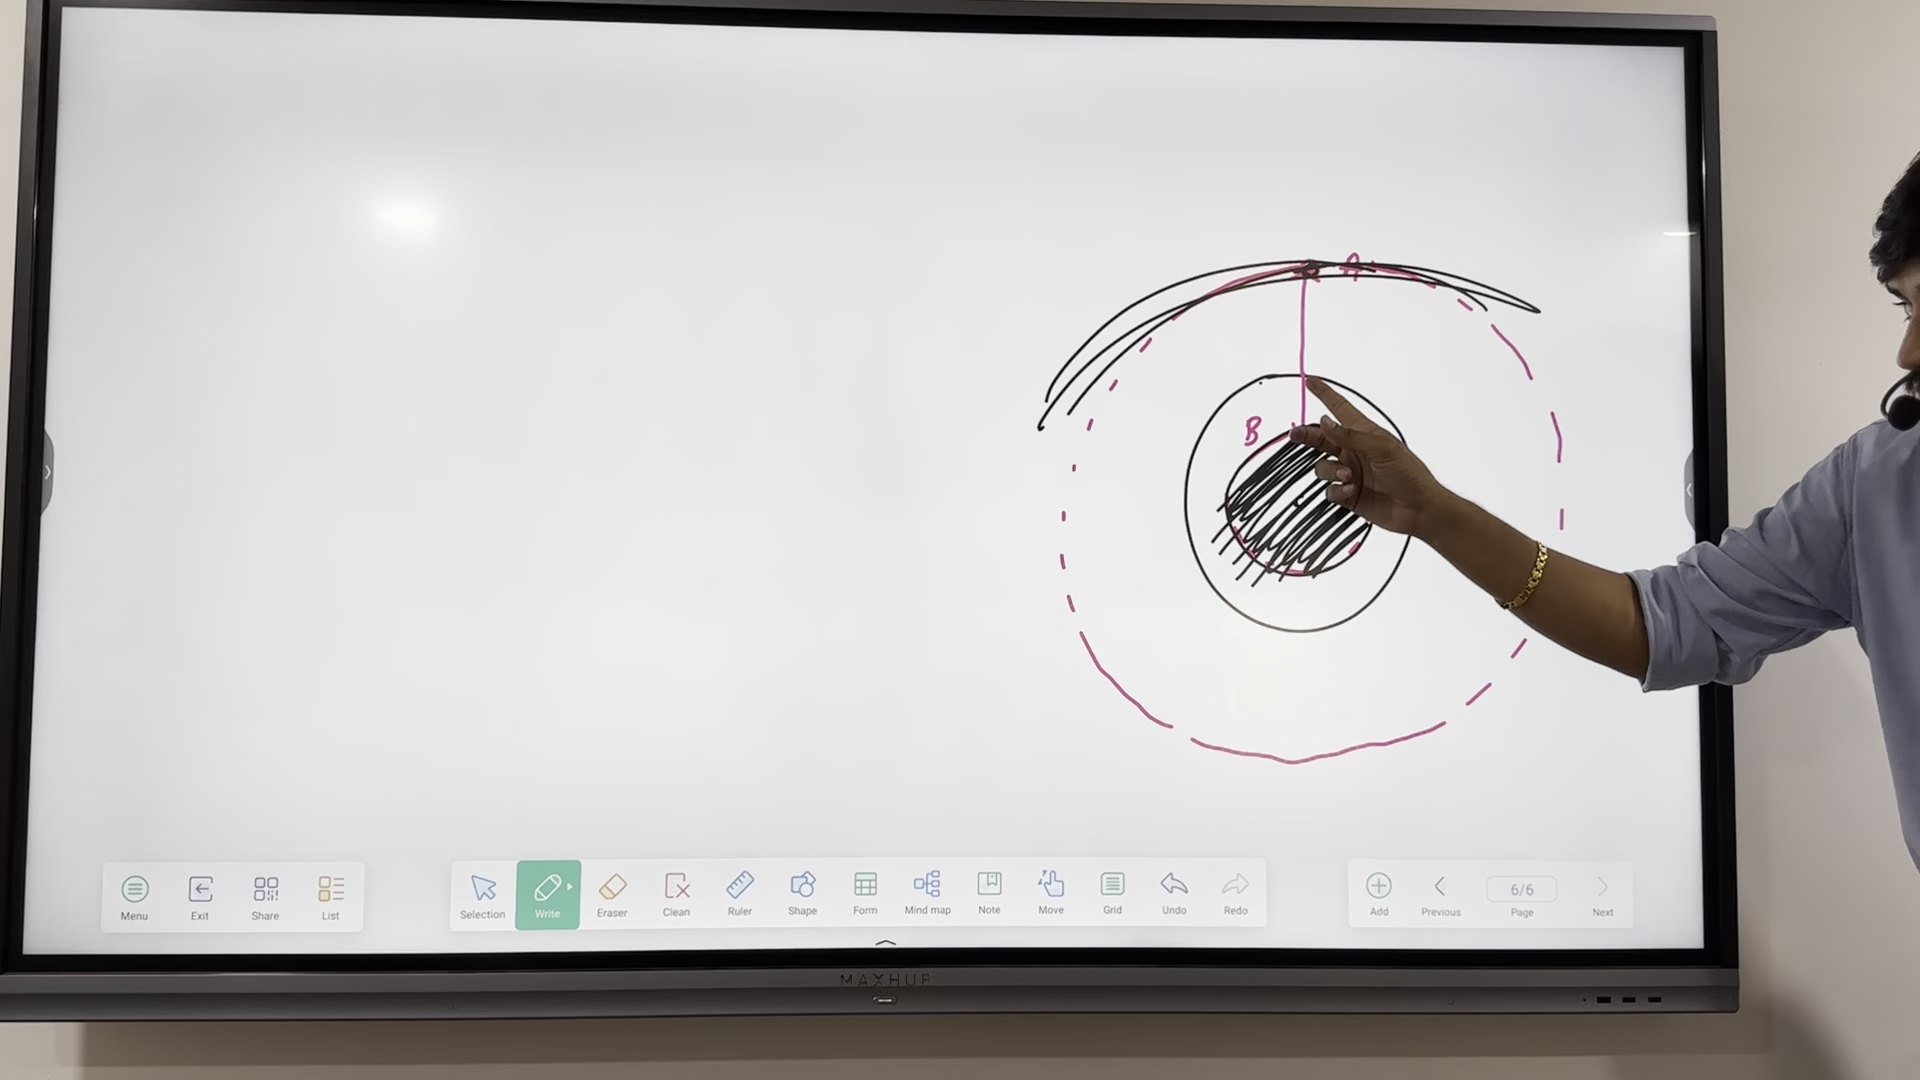 A
B
Menu
Exit
Share
List
Selection
Write
Eraser
Clean
Ruler
Shape
Form
Mind map
Note
Move
Grid
Undo
Redo
Add
Previous
6/6
Page
Next
MAXHUB